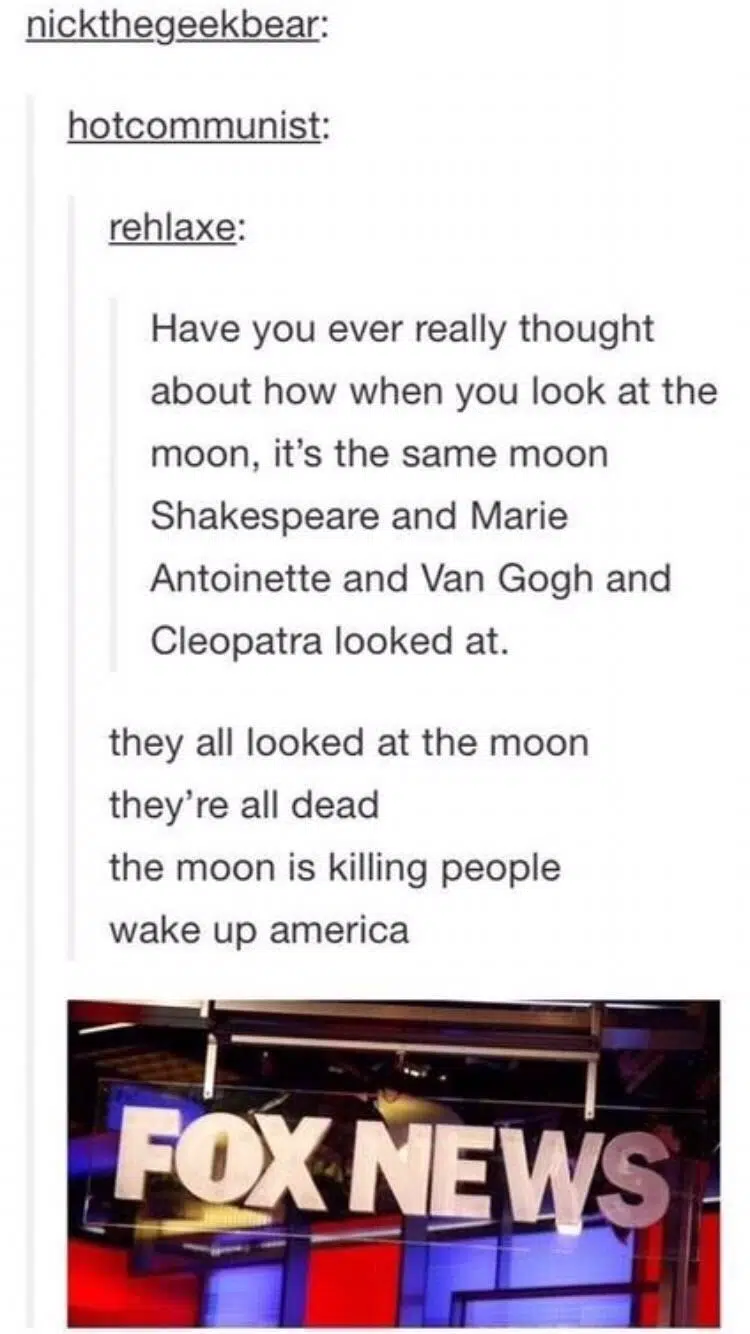 nickthegeekbear:
hotcommunist:
rehlaxe:
Have you ever really thought
about how when you look at the
moon, it's the same moon
Shakespeare and Marie
Antoinette and Van Gogh and
Cleopatra looked at.
they all looked at the moon
they're all dead
the moon is killing people
wake up america
FOX NEWS